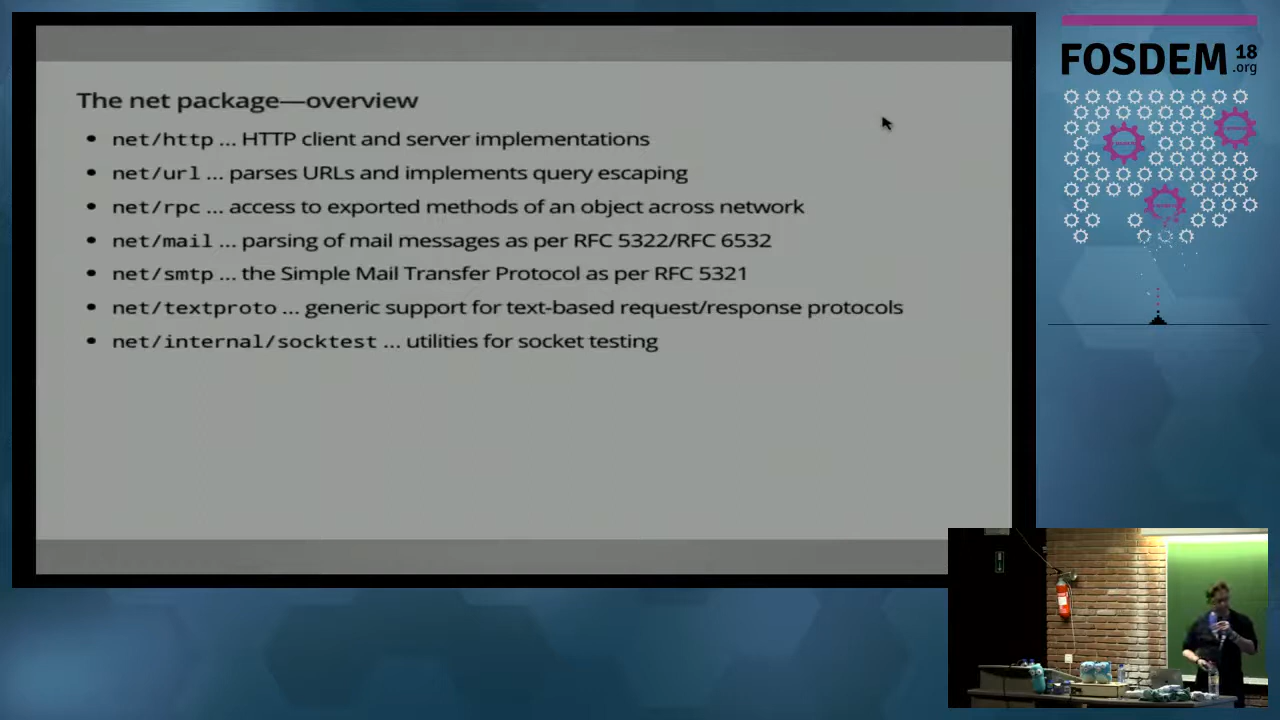 The net package—overview
• net/http ... HTTP client and server implementations
• net/url ... parses URLs and implements query escaping
• net/rpc ... access to exported methods of an object across network
• net/mail ... parsing of mail messages as per RFC 5322/RFC 6532
• net/smtp ... the Simple Mail Transfer Protocol as per RFC 5321
• net/textproto ... generic support for text-based request/response protocols
• net/internal/socktest ... utilities for socket testing
FOSDEM 18
.org